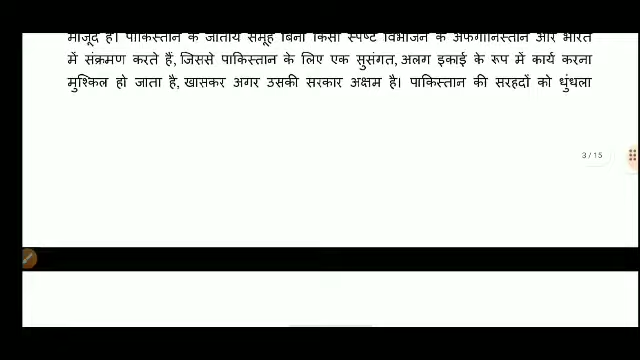 मौजूद हैं। पाकिस्तान के जातीय समूह बिना किसी स्पष्ट विभाजन के अफगानिस्तान और भारत
में संक्रमण करते हैं, जिससे पाकिस्तान के लिए एक सुसंगत, अलग इकाई के रूप में कार्य करना
मुश्किल हो जाता है, खासकर अगर उसकी सरकार अक्षम है। पाकिस्तान की सरहदों को धुंधला
3 / 15